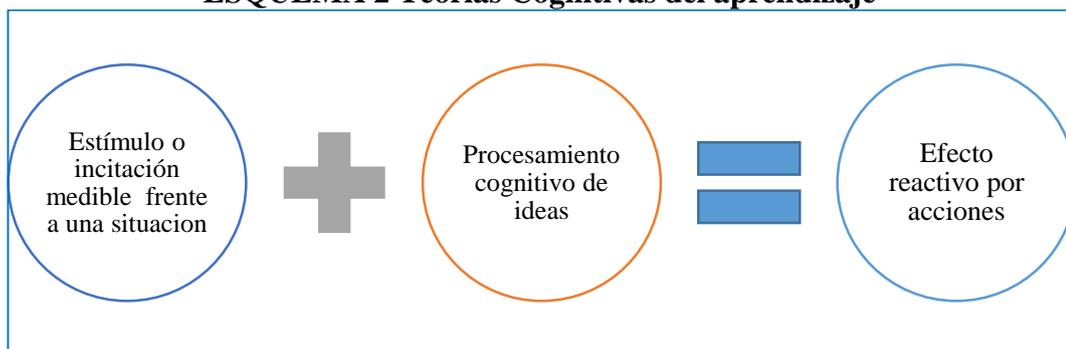 ESQUEMA 2 Teorías Cognitivas del aprendizaje
Estímulo o
incitación
medible frente
a una situacion
Procesamiento
cognitivo de
ideas
Efecto
reactivo por
acciones